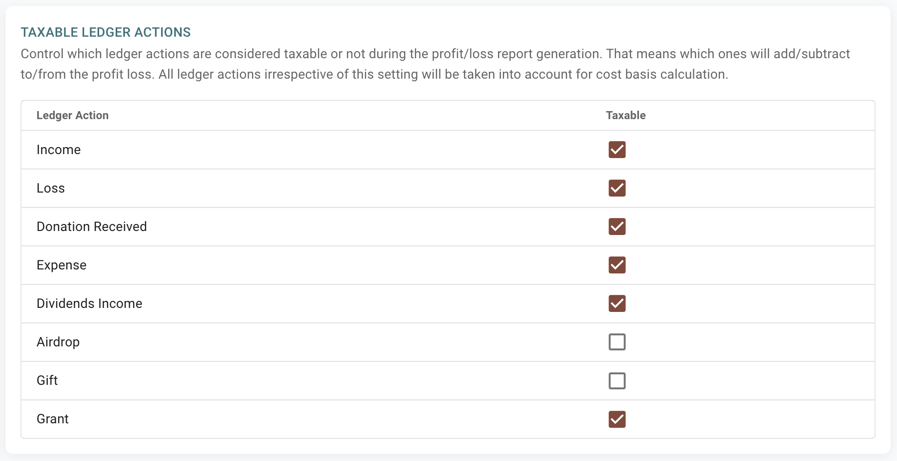 TAXABLE LEDGER ACTIONS
Control which ledger actions are considered taxable or not during the profit/loss report generation. That means which ones will add/subtract
to/from the profit loss. All ledger actions irrespective of this setting will be taken into account for cost basis calculation.
Ledger Action Taxable
Income
Loss
Donation Received
Expense
Dividends Income
Airdrop
Gift
Grant